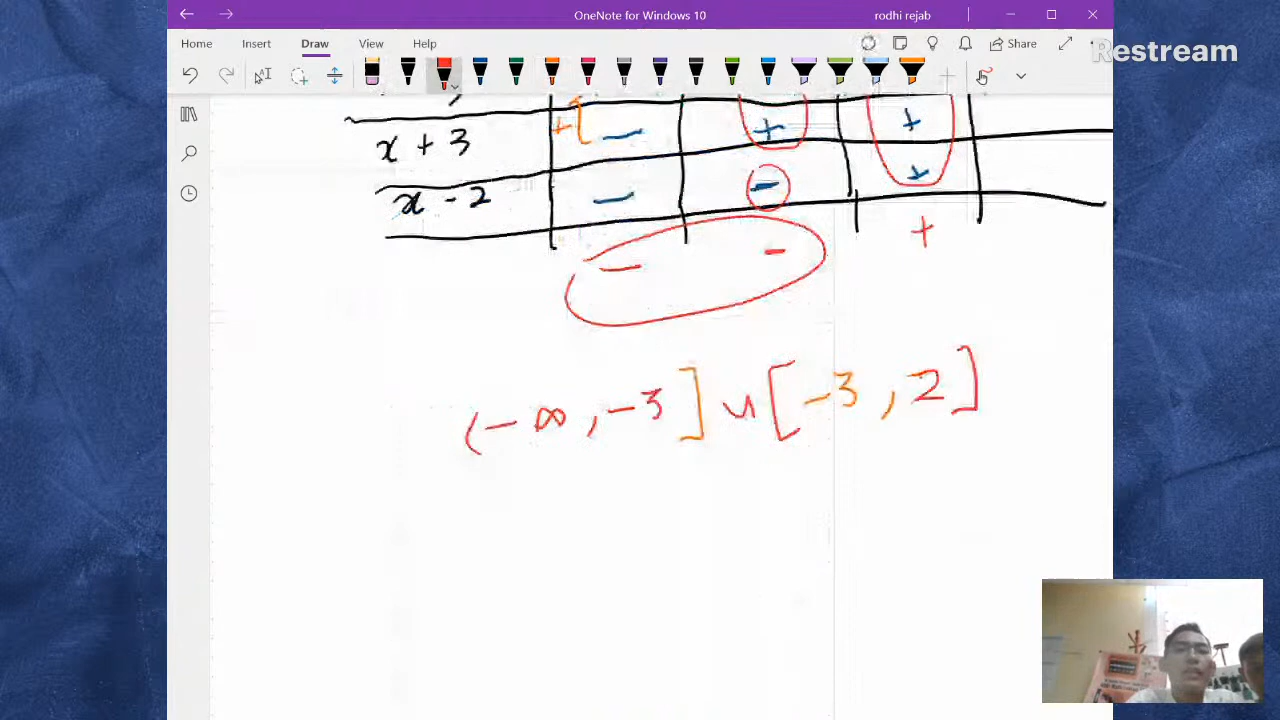 OneNote for Windows 10 rodhi rejab
Restream
Home Insert Draw View Help Share
x + 3 + [ − + +
x - 2 − − +
− − +
(-∞, -3] ∪ [-3, 2]